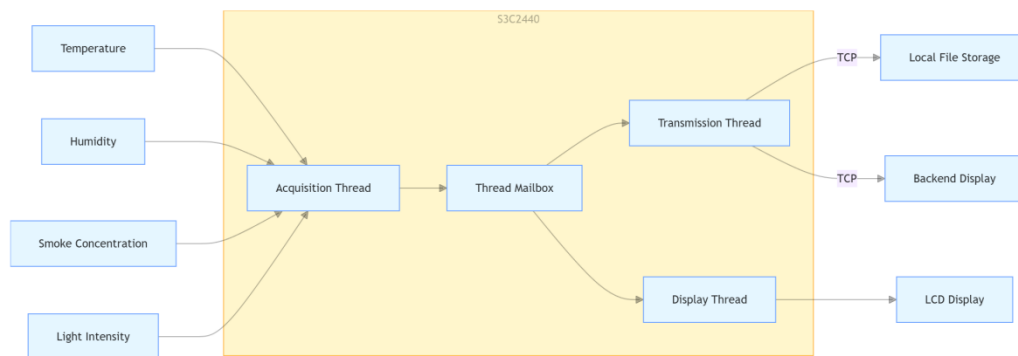 S3C2440
Temperature
Humidity
Smoke Concentration
Light Intensity
Acquisition Thread
Thread Mailbox
Transmission Thread
Display Thread
TCP
TCP
Local File Storage
Backend Display
LCD Display